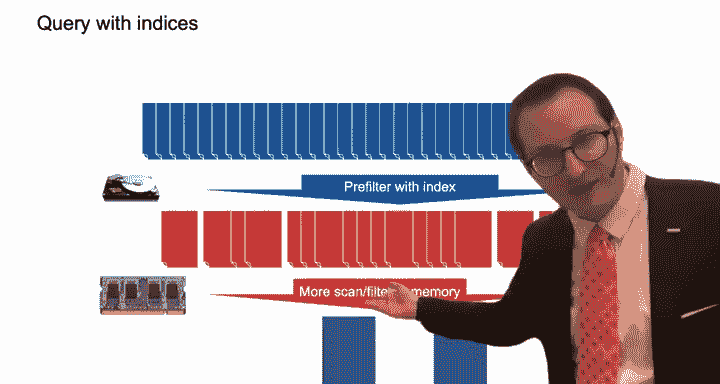 Query with indices
Prefilter with index
More scan/filter memory